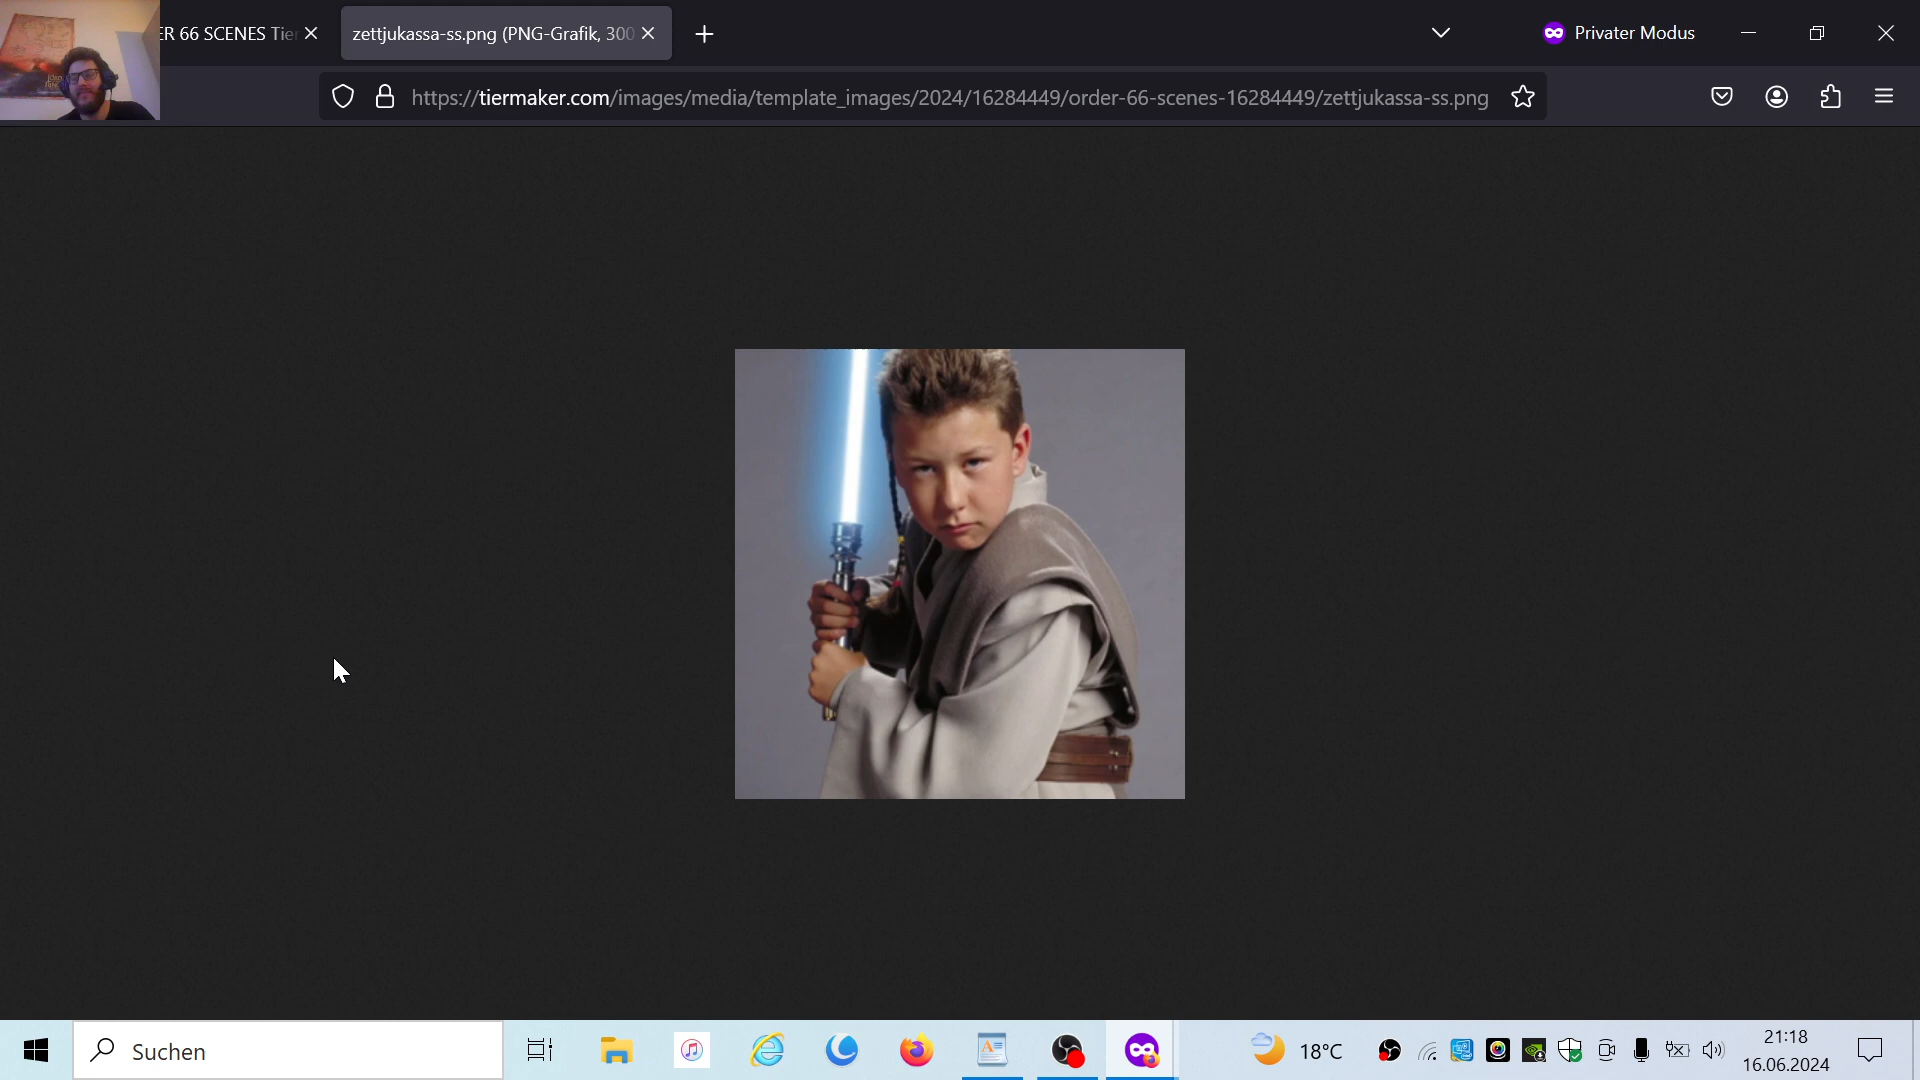 ER 66 SCENES Tier
zettjukassa-ss.png (PNG-Grafik, 300
Privater Modus
https://tiermaker.com/images/media/template_images/2024/16284449/order-66-scenes-16284449/zettjukassa-ss.png
Suchen
18°C
21:18
16.06.2024